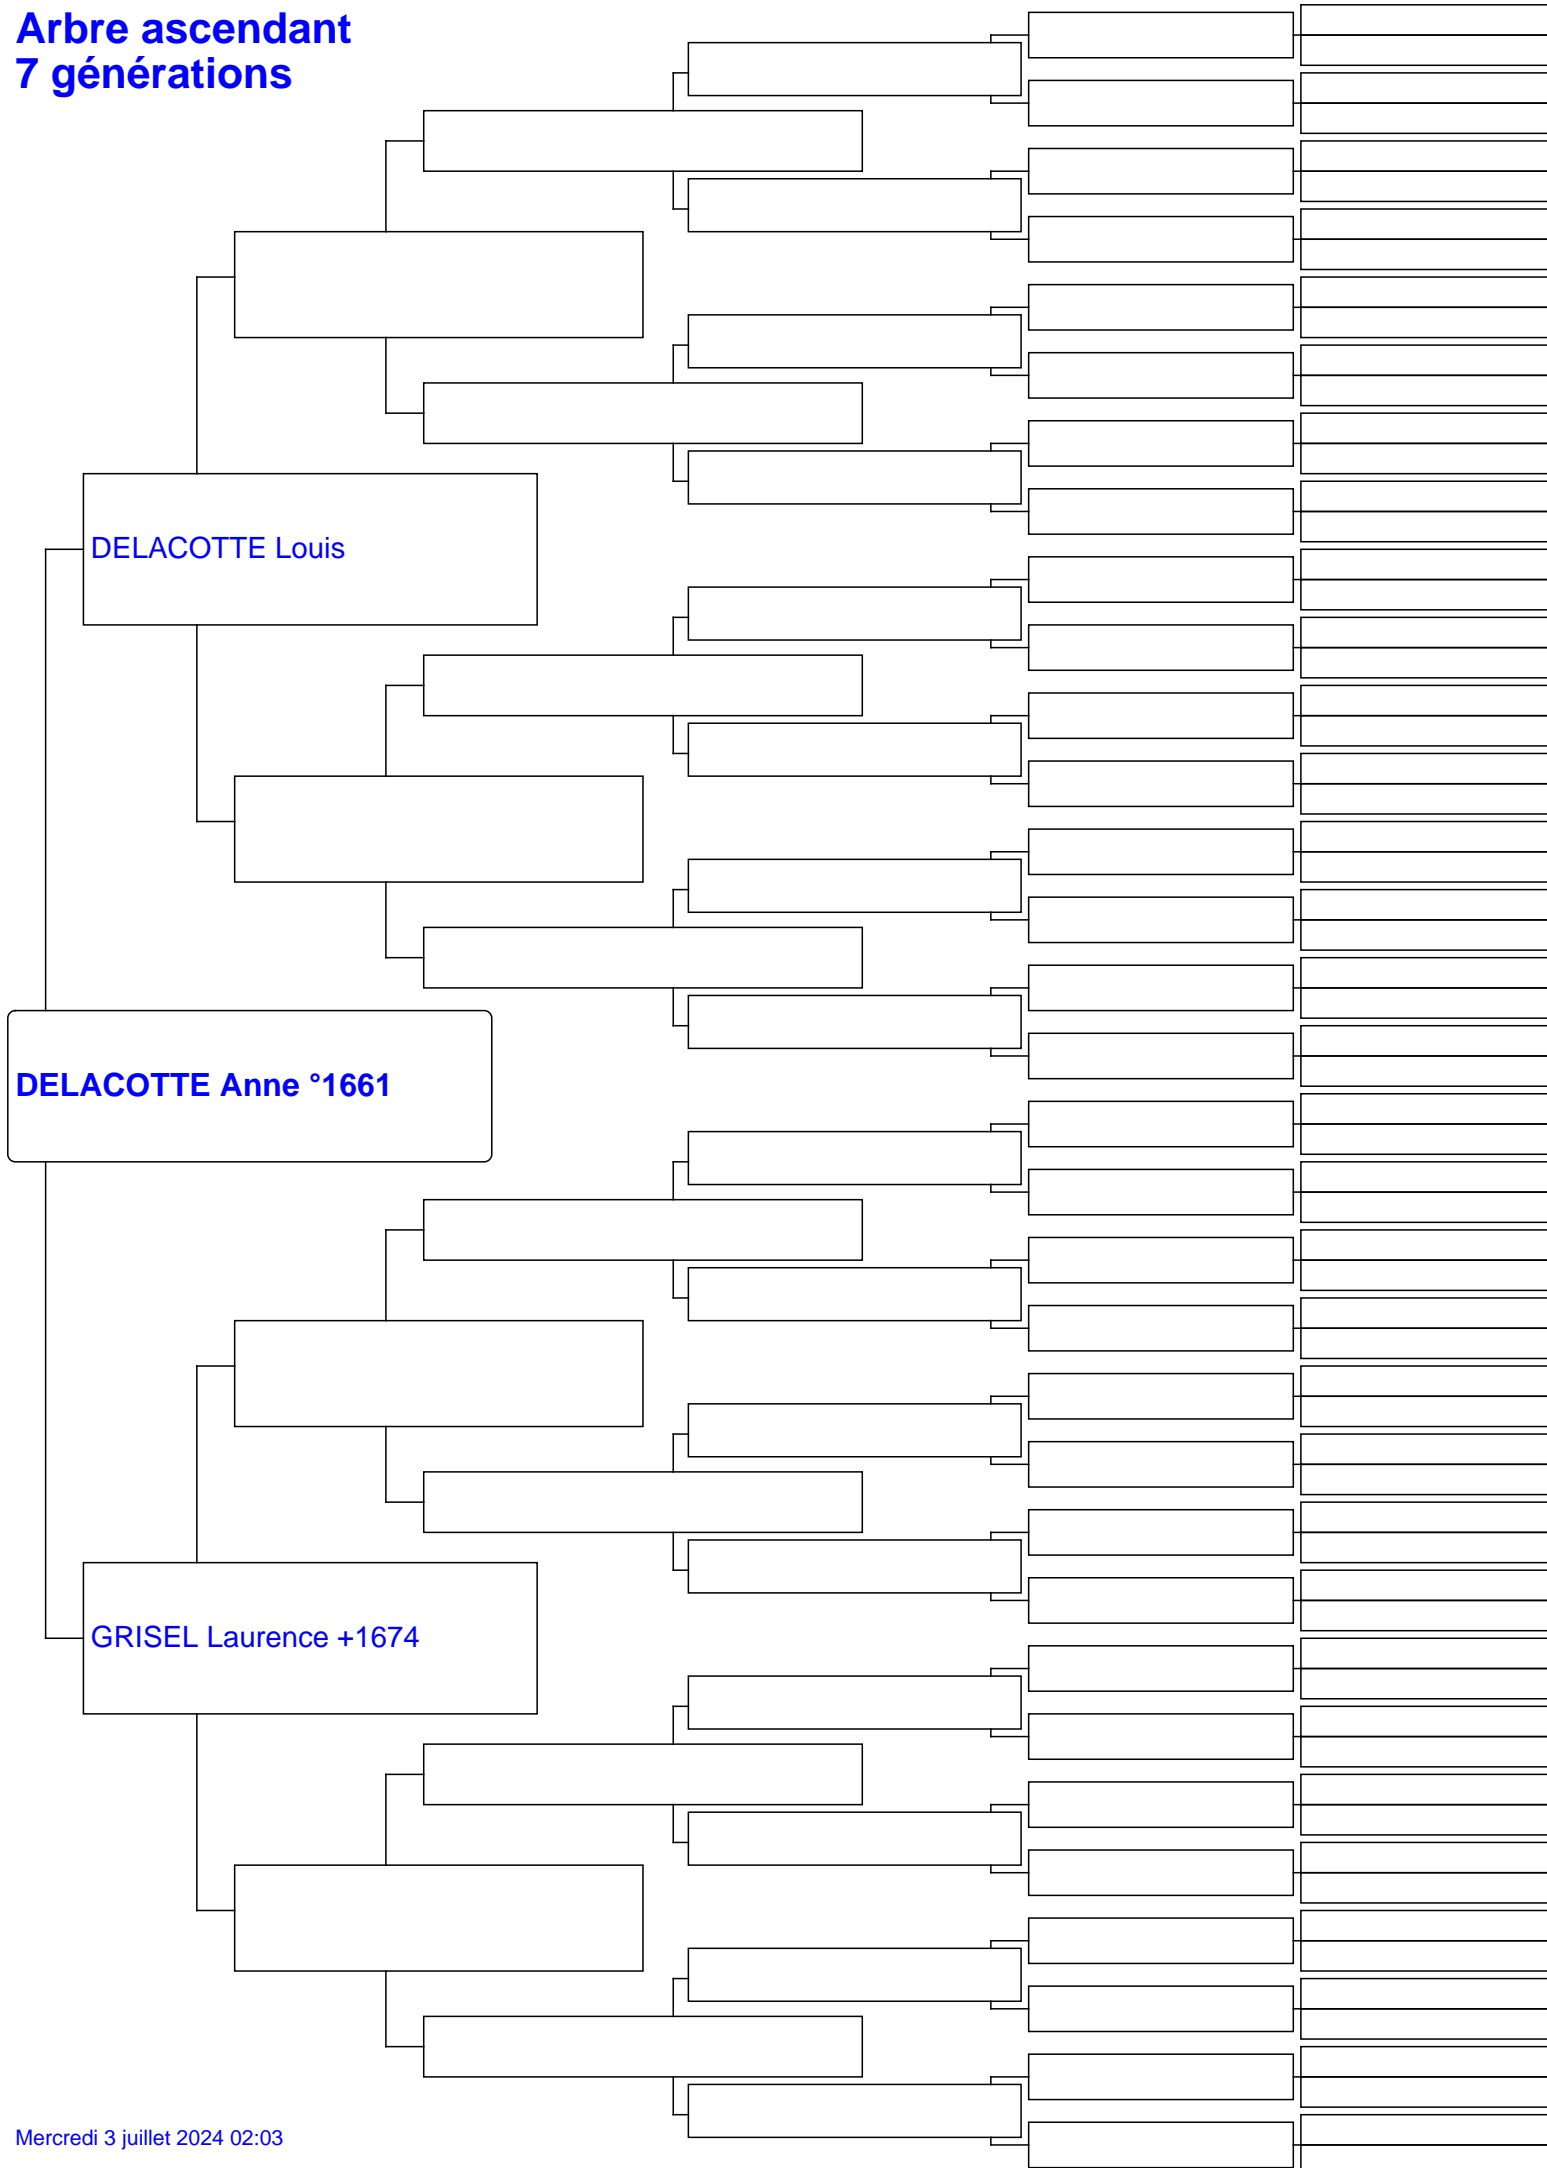 Arbre ascendant
7 générations
DELACOTTE Louis
DELACOTTE Anne °1661
GRISEL Laurence +1674
Mercredi 3 juillet 2024 02:03